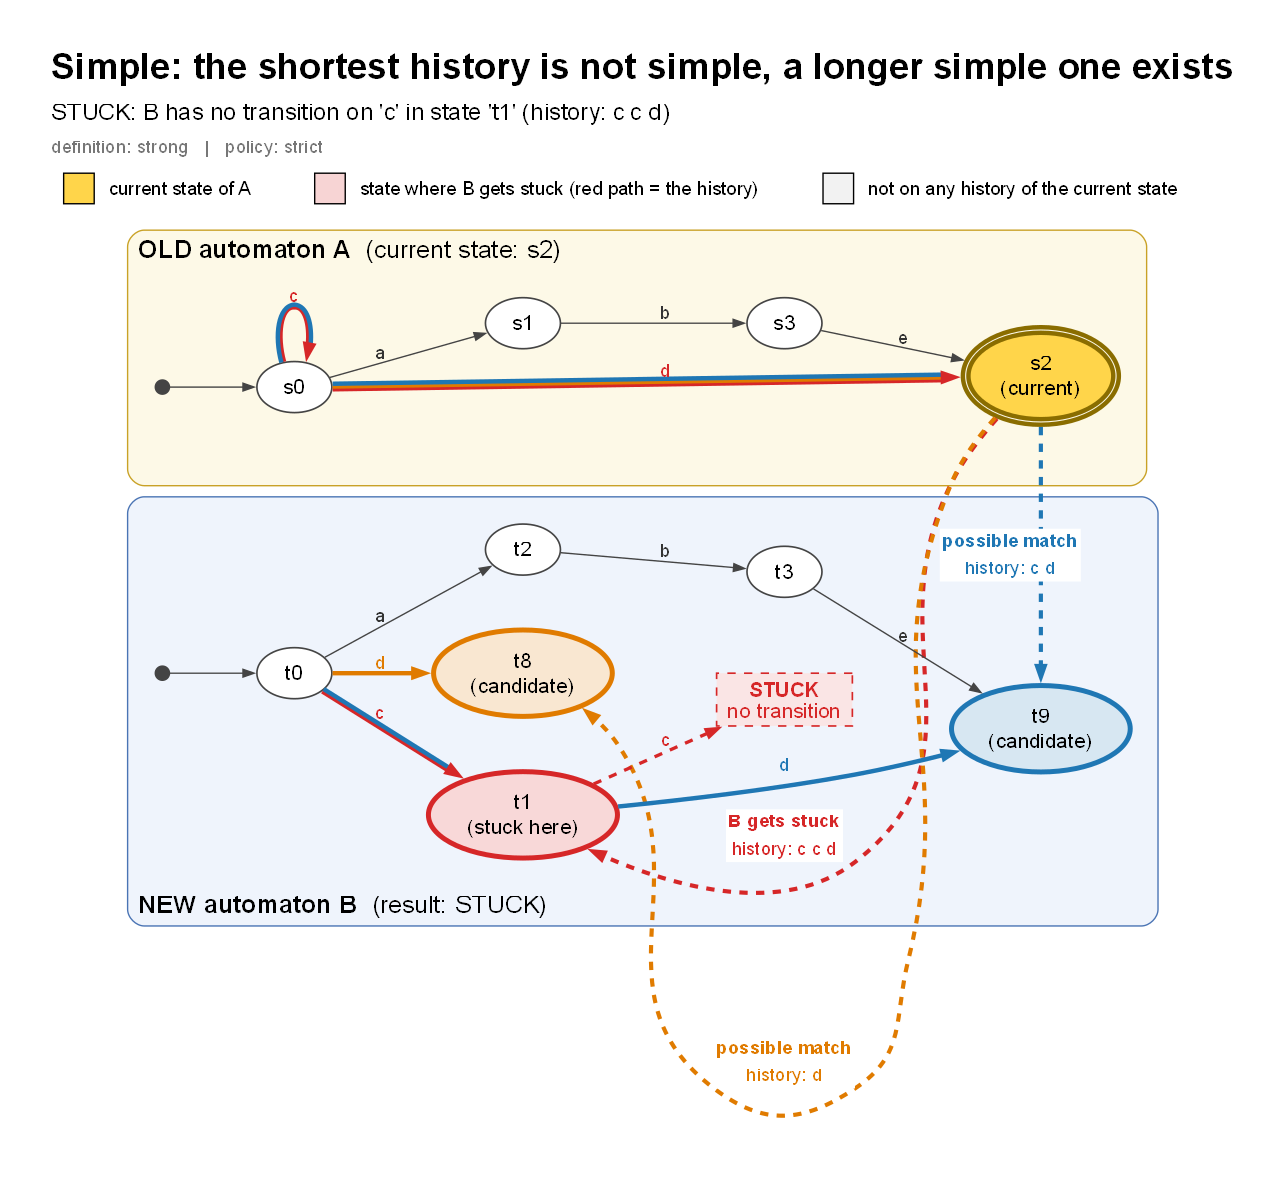 Simple: the shortest history is not simple, a longer simple one exists
STUCK: B has no transition on 'c' in state 't1' (history: c c d)
definition: strong | policy: strict
current state of A
state where B gets stuck (red path = the history)
not on any history of the current state
OLD automaton A (current state: s2)
c
s0
a
s1
b
s3
e
d
s2
(current)
possible match
history: c d
t0
a
t2
b
t3
e
d
t8
(candidate)
c
t1
(stuck here)
c
STUCK
no transition
d
t9
(candidate)
B gets stuck
history: c c d
NEW automaton B (result: STUCK)
possible match
history: d